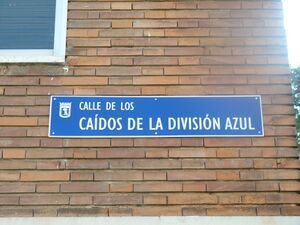 CALLE DE LOS
CAÍDOS DE LA DIVISIÓN AZUL